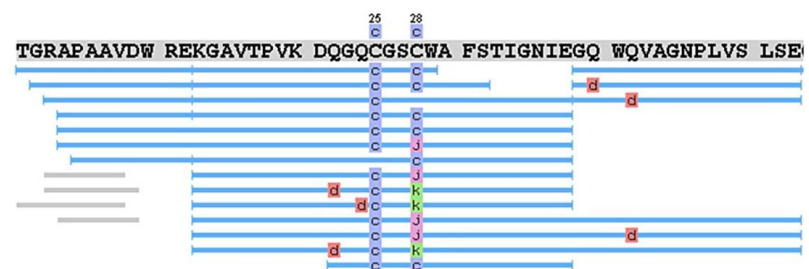 25 28
c c
TGRAPAAVDW REKGAVTPVK DQGQCGSCWA FSTIGNIEGQ WQVAGNPLVS LSE
c c
c c d
c d
c c
c c
c j
c
c j
d c k
d c k
c j
c j d
d c k
c c